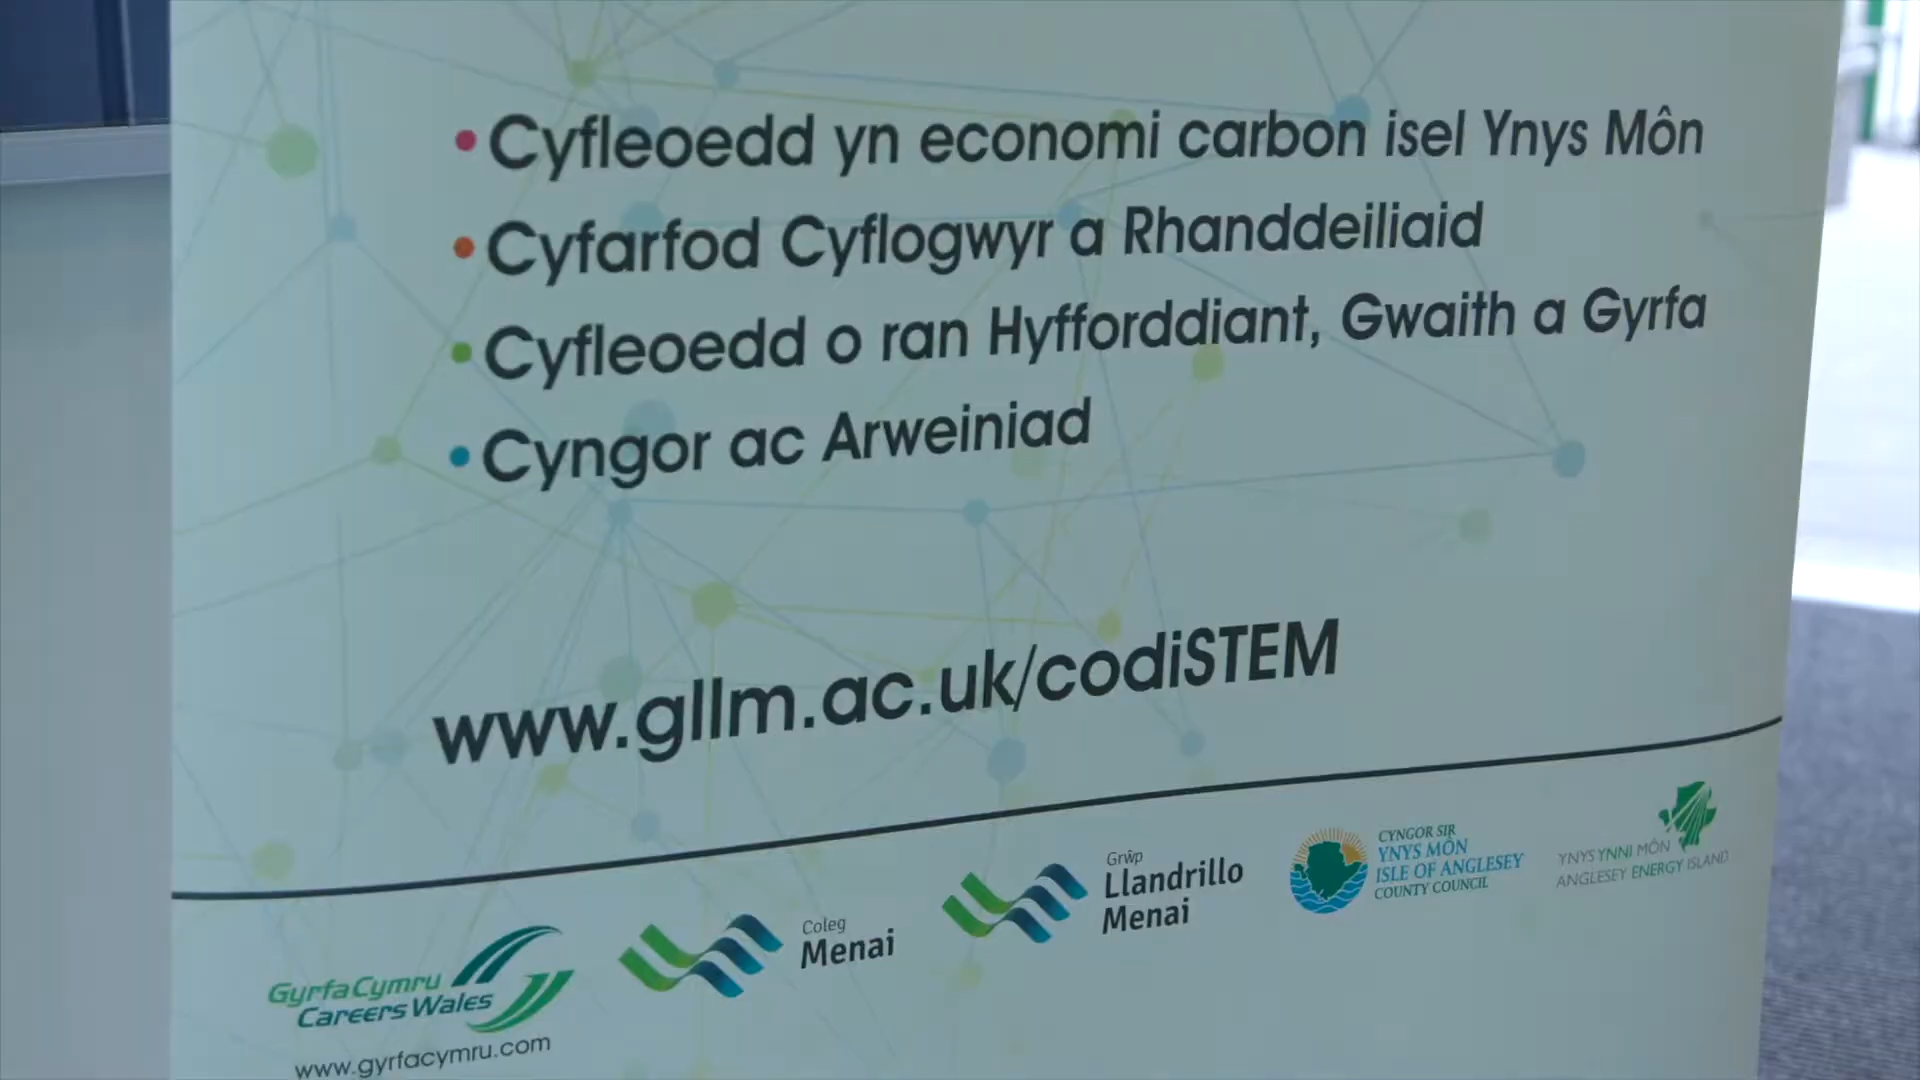 • Cyfleoedd yn economi carbon isel Ynys Môn
• Cyfarfod Cyflogwyr a Rhanddeiliaid
• Cyfleoedd o ran Hyfforddiant, Gwaith a Gyrfa
• Cyngor ac Arweiniad
www.gllm.ac.uk/codiSTEM
Gyrfa Cymru
Careers Wales
www.gyrfacymru.com
Coleg
Menai
Grŵp
Llandrillo
Menai
CYNGOR SIR
YNYS MÔN
ISLE OF ANGLESEY
COUNTY COUNCIL
YNYS YNNI MÔN
ANGLESEY ENERGY ISLAND